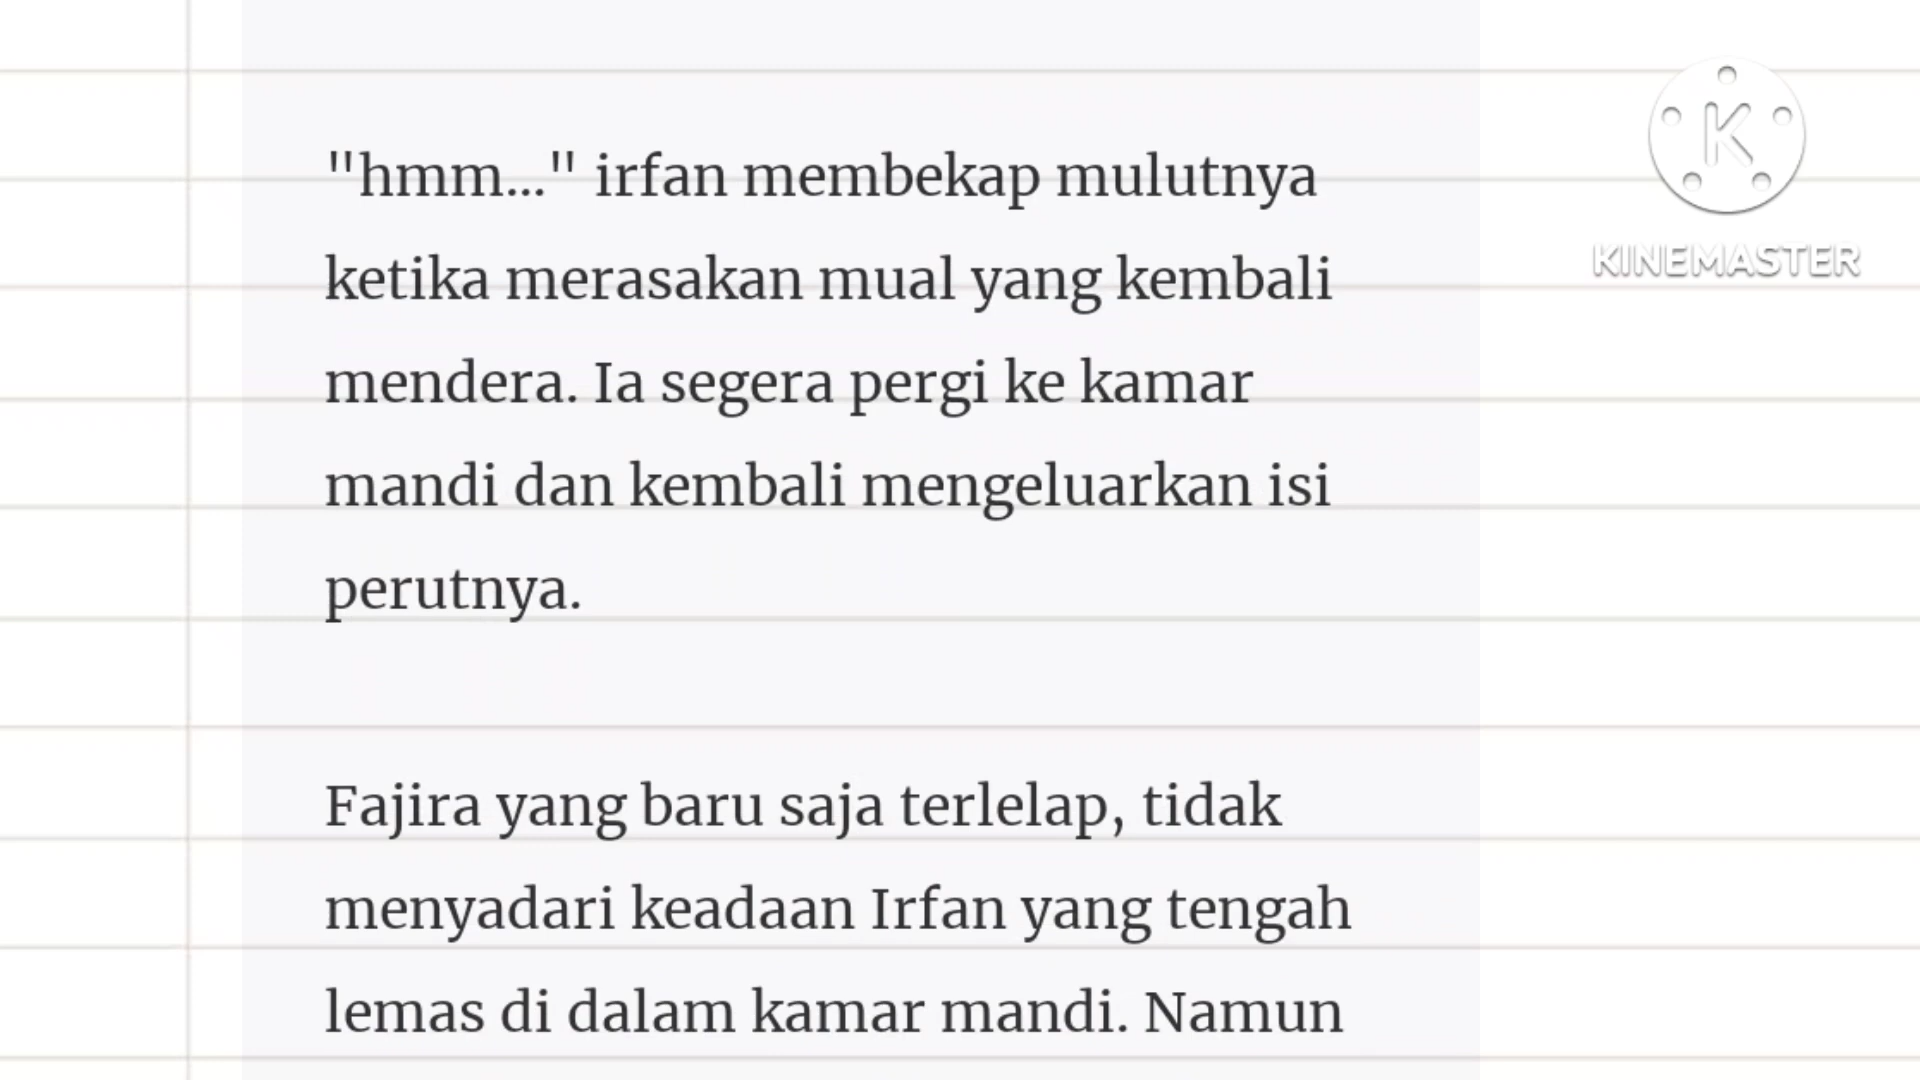 "hmm..." irfan membekap mulutnya
ketika merasakan mual yang kembali
mendera. Ia segera pergi ke kamar
mandi dan kembali mengeluarkan isi
perutnya.
Fajira yang baru saja terlelap, tidak
menyadari keadaan Irfan yang tengah
lemas di dalam kamar mandi. Namun
K
KINEMASTER